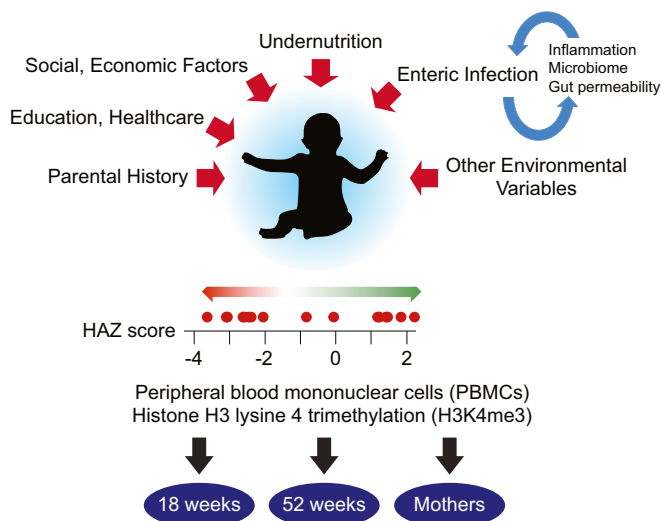 Undernutrition
Social, Economic Factors
Enteric Infection
Inflammation
Microbiome
Gut permeability
Education, Healthcare
Parental History
Other Environmental
Variables
HAZ score
-4 -2 0 2
Peripheral blood mononuclear cells (PBMCs)
Histone H3 lysine 4 trimethylation (H3K4me3)
18 weeks 52 weeks Mothers